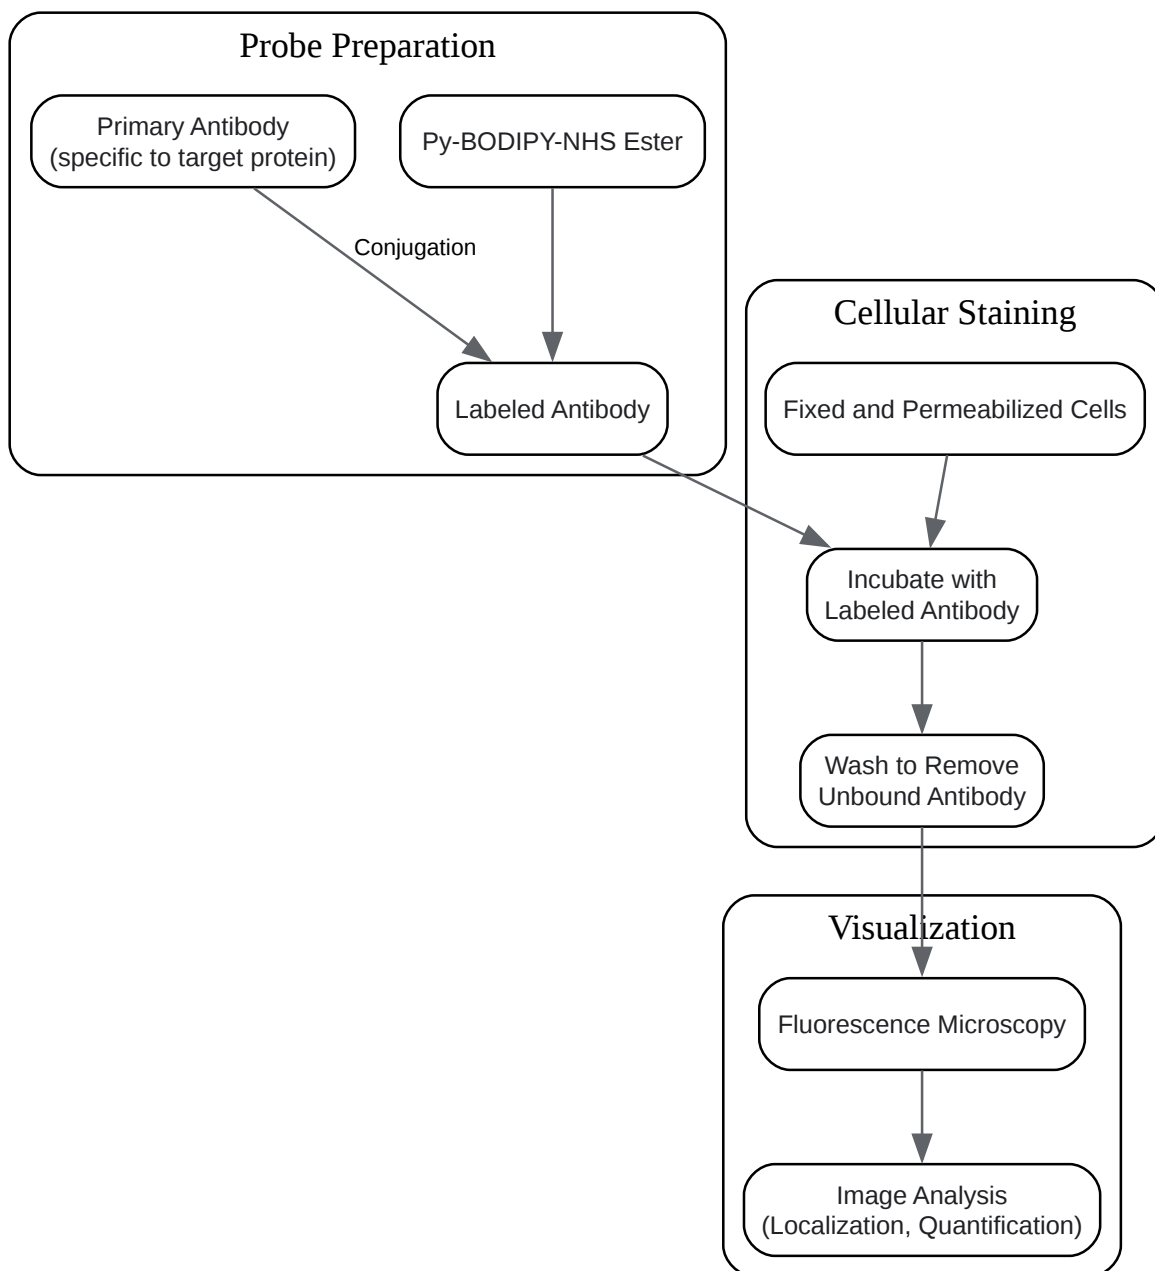 Probe Preparation
Primary Antibody
(specific to target protein)
Py-BODIPY-NHS Ester
Conjugation
Labeled Antibody
Cellular Staining
Fixed and Permeabilized Cells
Incubate with
Labeled Antibody
Wash to Remove
Unbound Antibody
Visualization
Fluorescence Microscopy
Image Analysis
(Localization, Quantification)